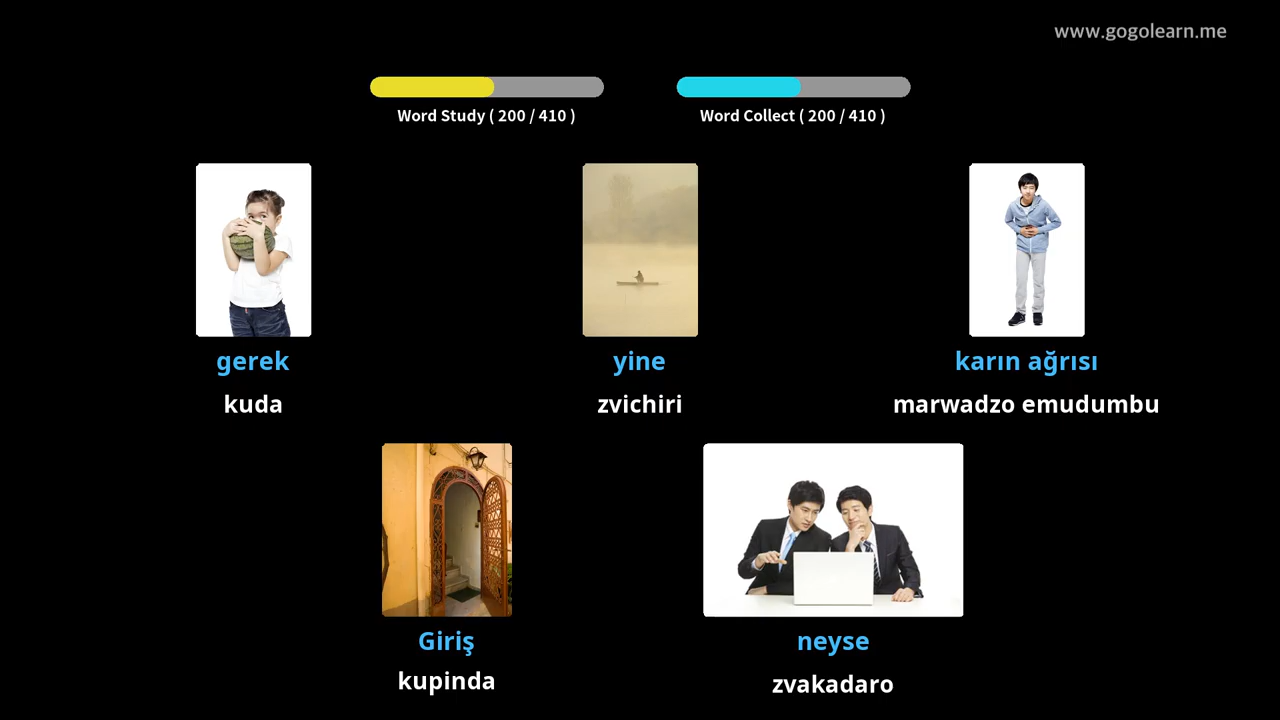 www.gogolearn.me
Word Study ( 200 / 410 )
Word Collect ( 200 / 410 )
gerek
kuda
yine
zvichiri
karın ağrısı
marwadzo emudumbu
Giriş
kupinda
neyse
zvakadaro